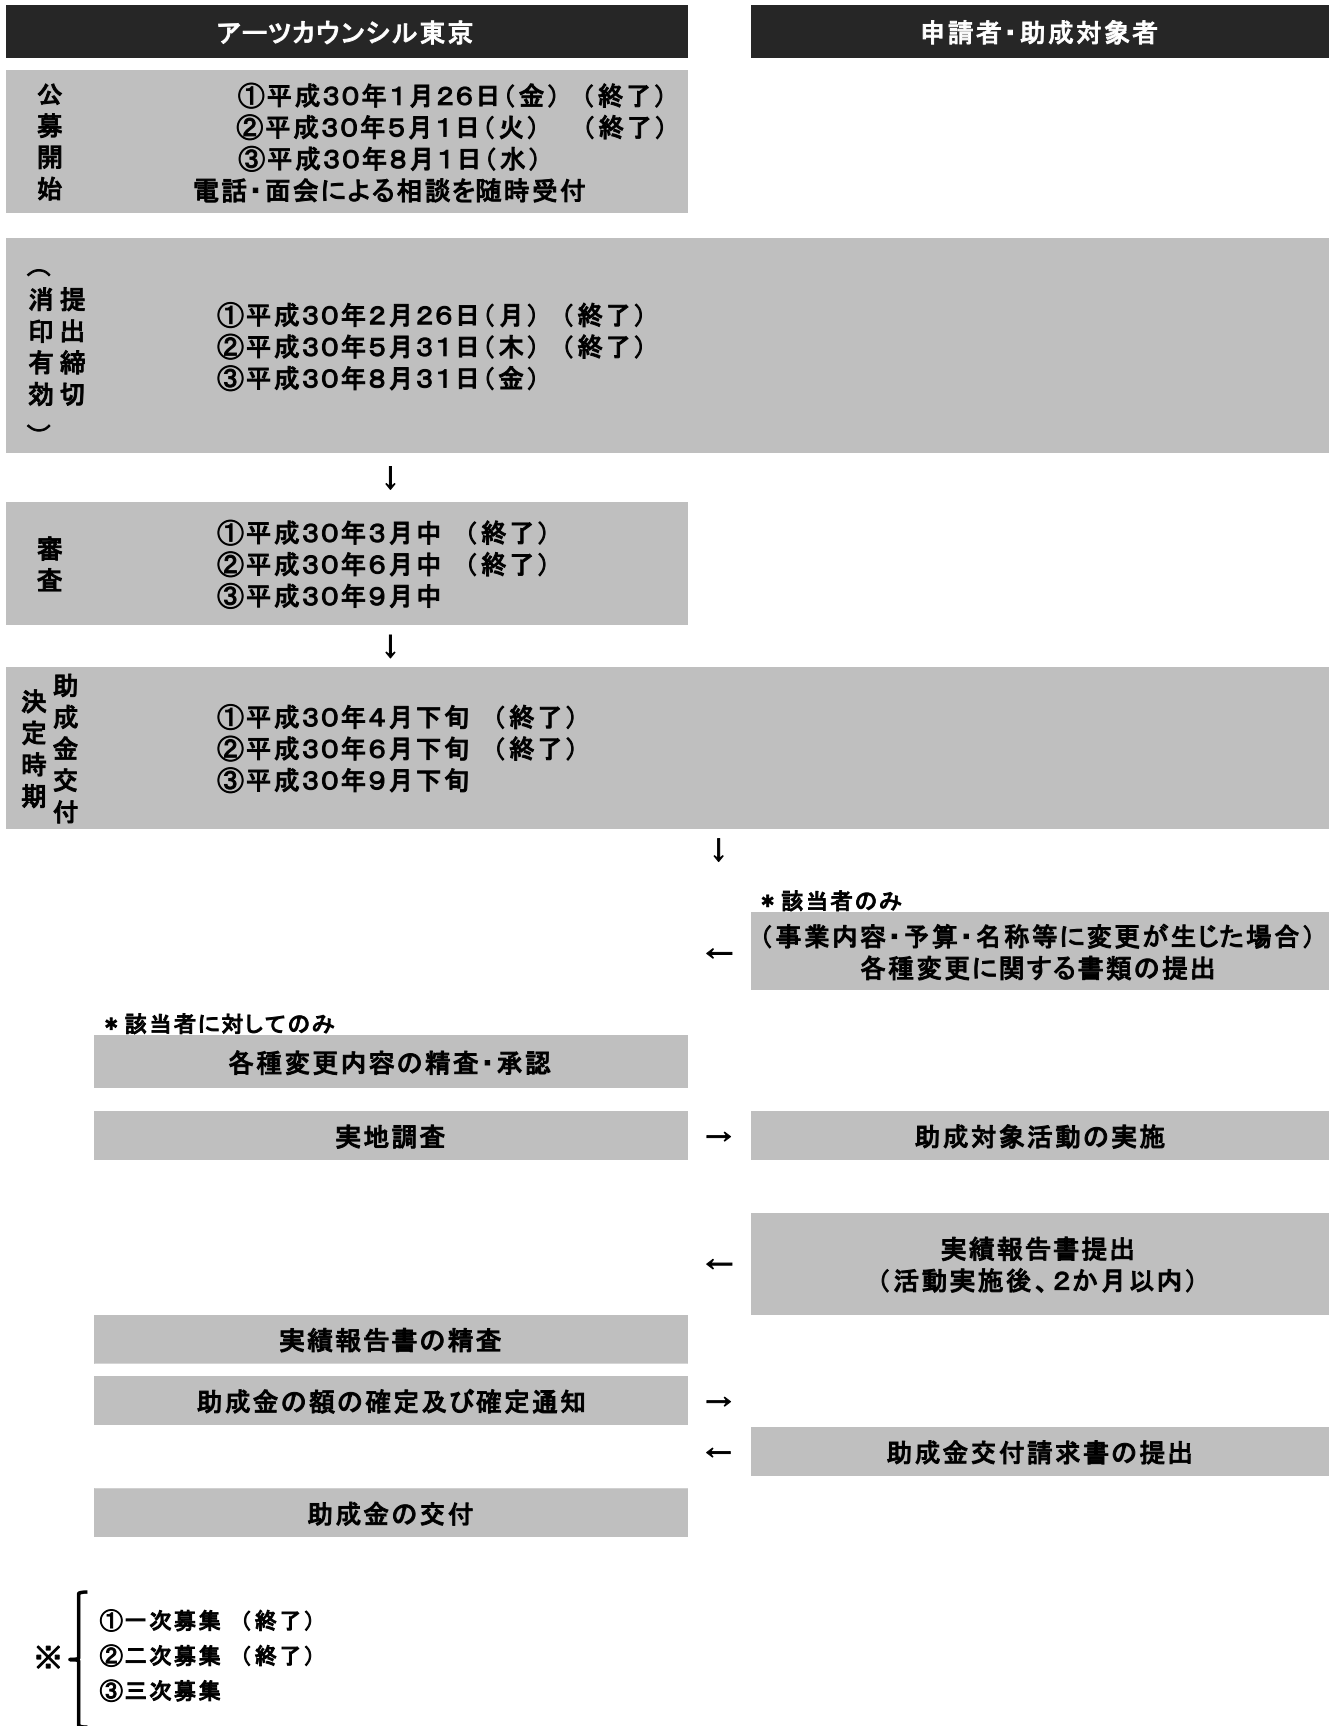 アーツカウンシル東京
申請者・助成対象者
公募開始
①平成30年1月26日（金）（終了）
②平成30年5月1日（火）　（終了）
③平成30年8月1日（水）
電話・面会による相談を随時受付
提出締切
（消印有効）
①平成30年2月26日（月）（終了）
②平成30年5月31日（木）（終了）
③平成30年8月31日（金）
↓
審査
①平成30年3月中　（終了）
②平成30年6月中　（終了）
③平成30年9月中
↓
助成金交付
決定時期
①平成30年4月下旬　（終了）
②平成30年6月下旬　（終了）
③平成30年9月下旬
↓
＊該当者のみ
（事業内容・予算・名称等に変更が生じた場合）
← 各種変更に関する書類の提出
＊該当者に対してのみ
各種変更内容の精査・承認
実地調査 → 助成対象活動の実施
← 実績報告書提出
（活動実施後、2か月以内）
実績報告書の精査
助成金の額の確定及び確定通知 →
← 助成金交付請求書の提出
助成金の交付
①一次募集　（終了）
※ ②二次募集　（終了）
③三次募集